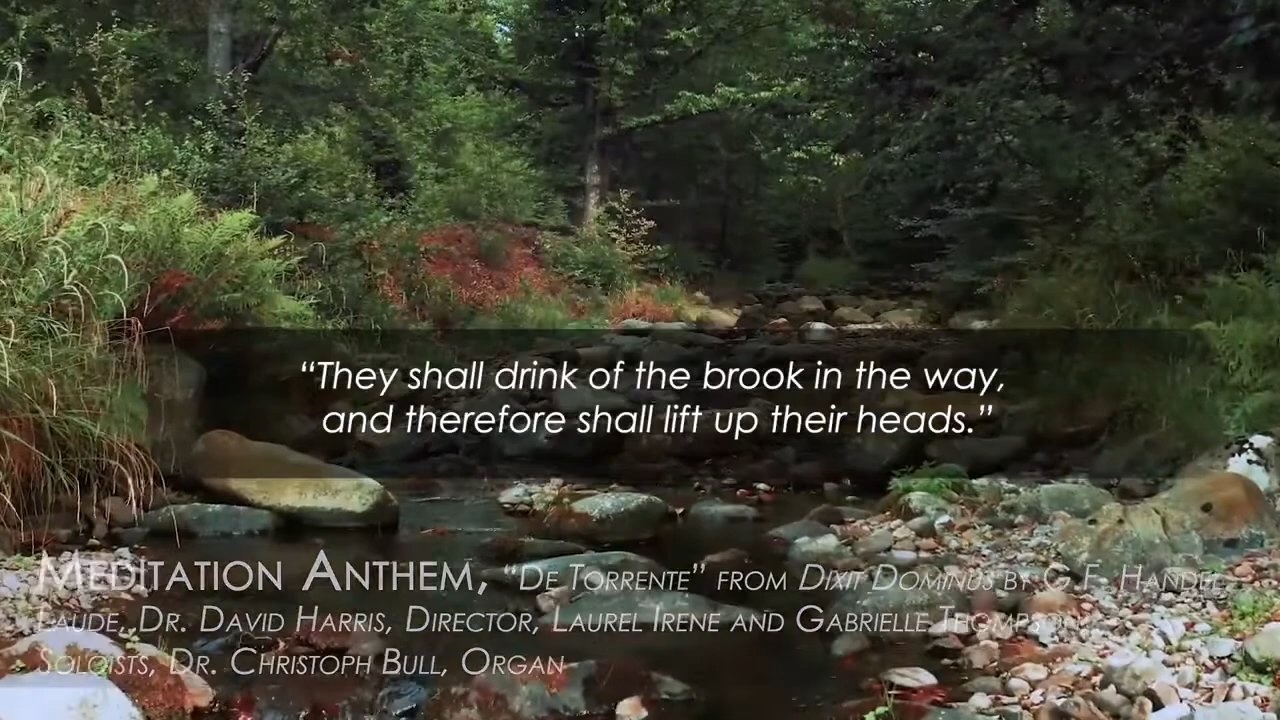 “They shall drink of the brook in the way,
and therefore shall lift up their heads.”
Meditation Anthem, “De Torrente” from Dixit Dominus by G.F. Handel
Laude, Dr. David Harris, Director, Laurel Irene and Gabrielle
Soloists, Dr. Christoph Bull, Organ